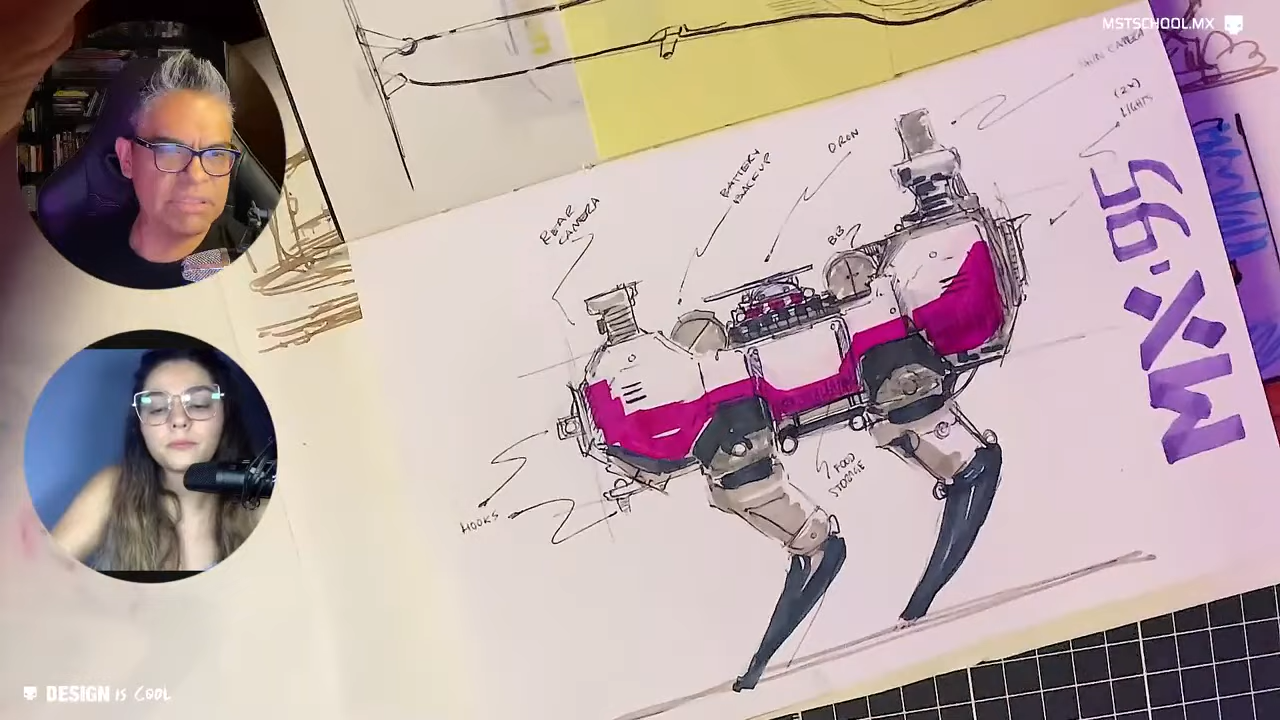 MSTSCHOOL.MX
MAIN CAMERA
(2X)
LIGHTS
DRON
BATTERY
BACKUP
REAR
CAMERA
HOOKS
FOOD
STORAGE
MX-95
DESIGN is Cool